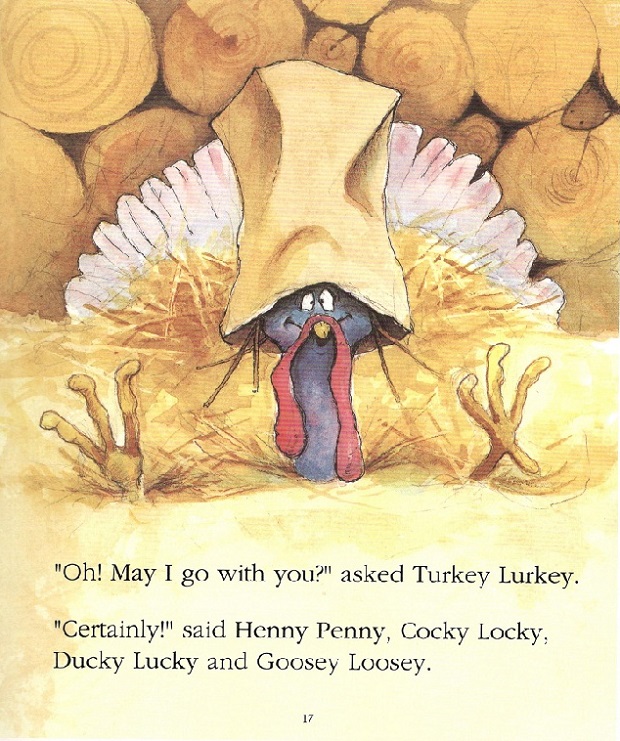 "Oh! May I go with you?" asked Turkey Lurkey.
"Certainly!" said Henny Penny, Cocky Locky,
Ducky Lucky and Goosey Loosey.
17